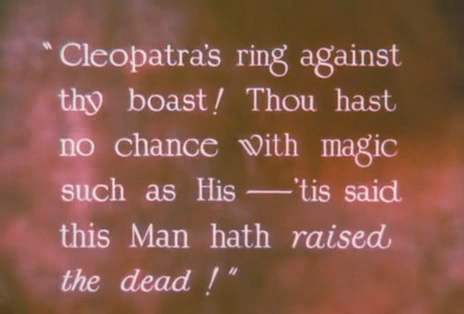 "Cleopatra's ring against
thy boast! Thou hast
no chance with magic
such as His — 'tis said
this Man hath raised
the dead!"